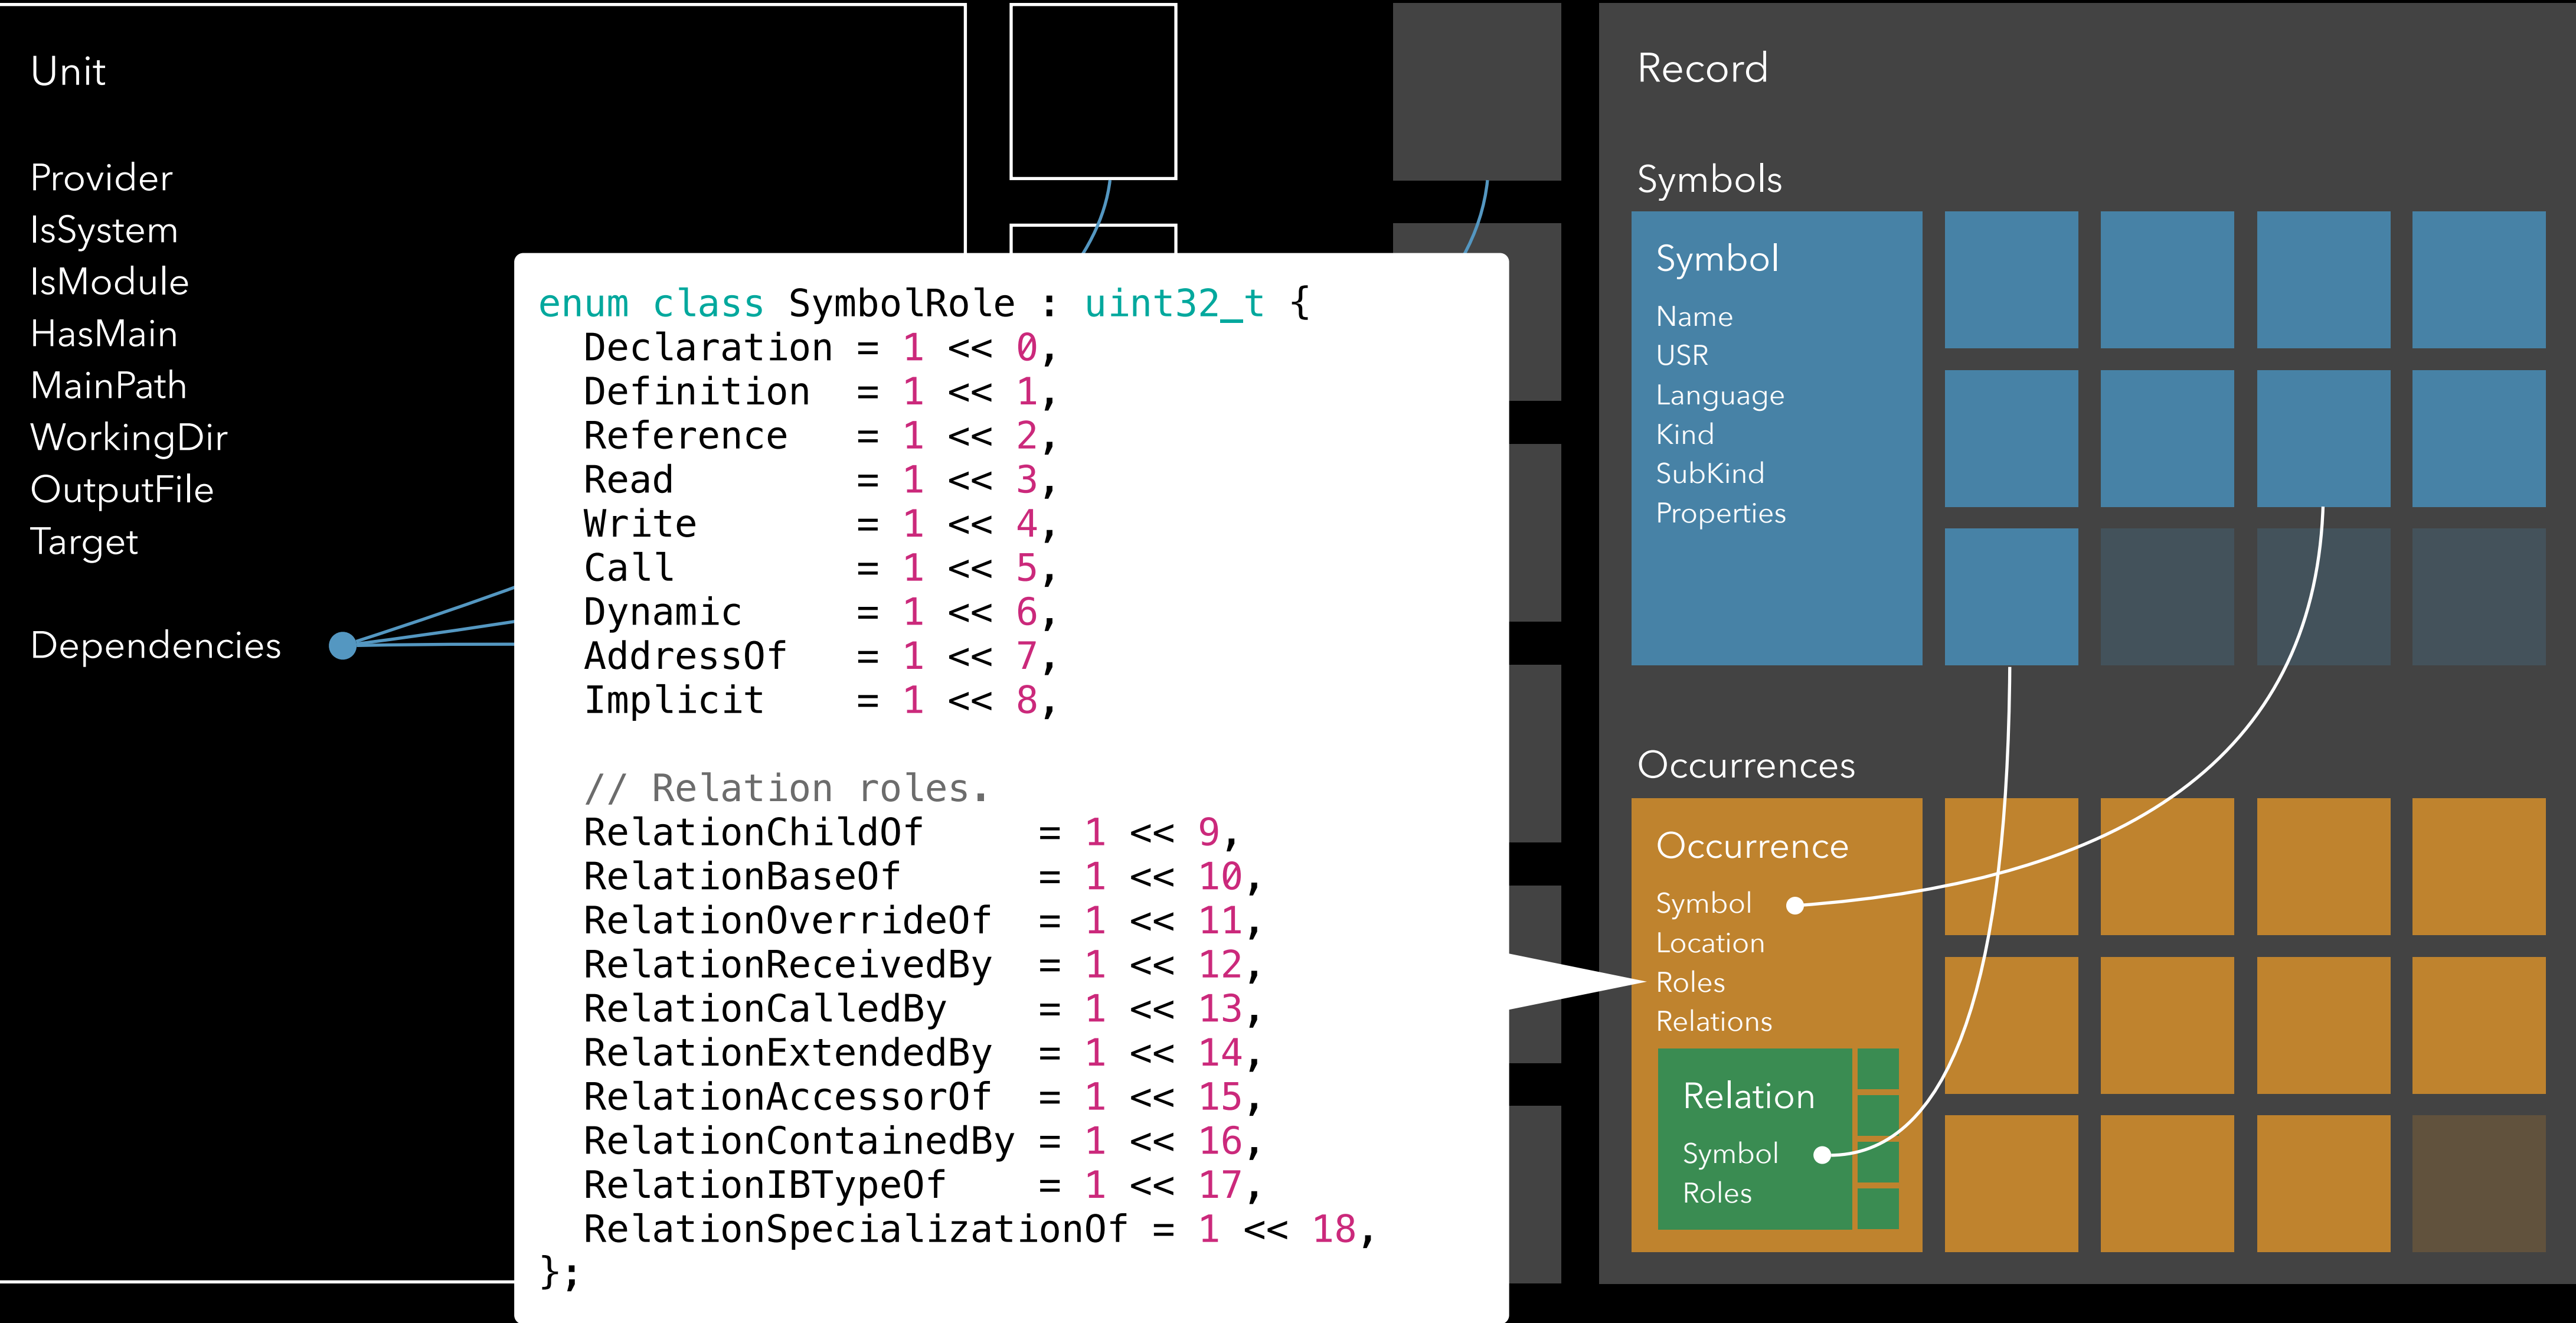 Unit
Provider
IsSystem
IsModule
HasMain
MainPath
WorkingDir
OutputFile
Target
Dependencies
enum class SymbolRole : uint32_t {
  Declaration = 1 << 0,
  Definition  = 1 << 1,
  Reference   = 1 << 2,
  Read        = 1 << 3,
  Write       = 1 << 4,
  Call        = 1 << 5,
  Dynamic     = 1 << 6,
  AddressOf   = 1 << 7,
  Implicit    = 1 << 8,
  // Relation roles.
  RelationChildOf     = 1 << 9,
  RelationBaseOf      = 1 << 10,
  RelationOverrideOf  = 1 << 11,
  RelationReceivedBy  = 1 << 12,
  RelationCalledBy    = 1 << 13,
  RelationExtendedBy  = 1 << 14,
  RelationAccessorOf  = 1 << 15,
  RelationContainedBy = 1 << 16,
  RelationIBTypeOf    = 1 << 17,
  RelationSpecializationOf = 1 << 18,
};
Record
Symbols
Symbol
Name
USR
Language
Kind
SubKind
Properties
Occurrences
Occurrence
Symbol
Location
Roles
Relations
Relation
Symbol
Roles